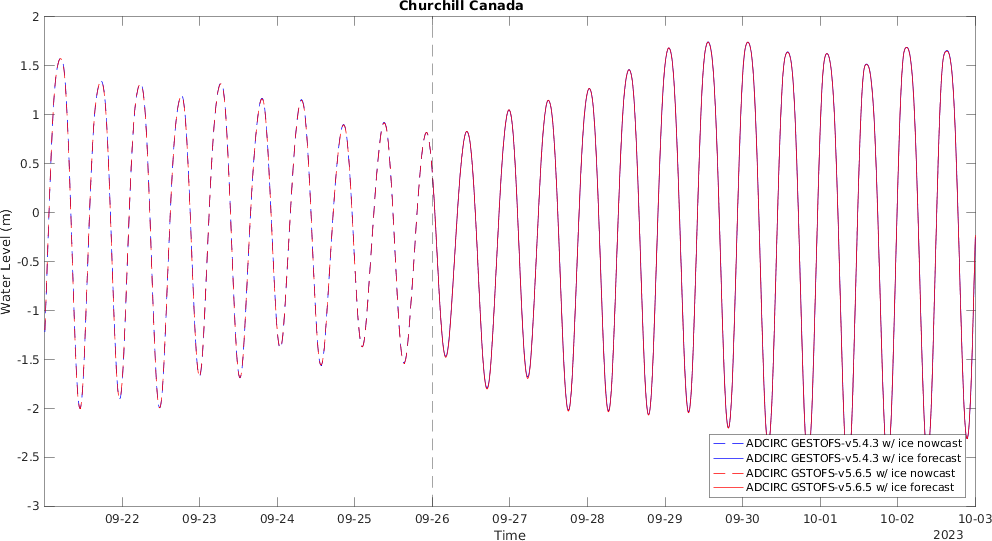 Churchill Canada
2
1.5
1
0.5
0
-0.5
-1
-1.5
-2
-2.5
-3
Water Level (m)
ADCIRC GESTOFS-v5.4.3 w/ ice nowcast
ADCIRC GESTOFS-v5.4.3 w/ ice forecast
ADCIRC GSTOFS-v5.6.5 w/ ice nowcast
ADCIRC GSTOFS-v5.6.5 w/ ice forecast
09-22 09-23 09-24 09-25 09-26 09-27 09-28 09-29 09-30 10-01 10-02 10-03
Time
2023